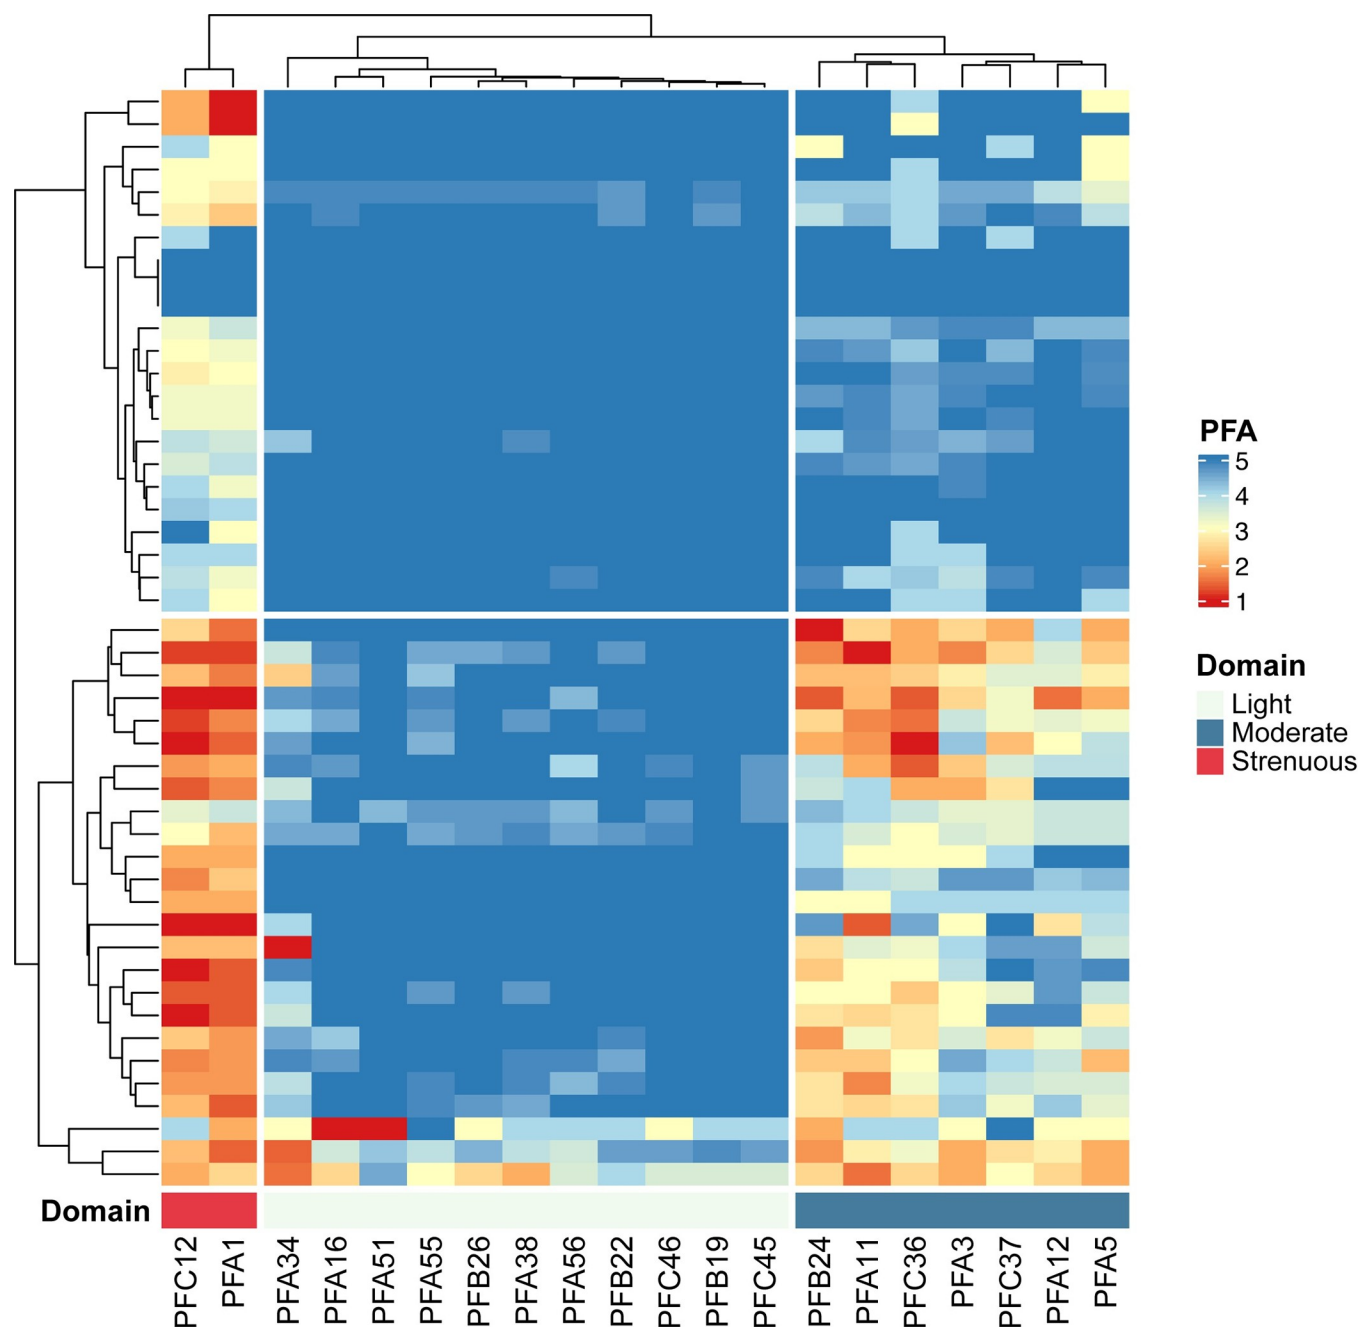 PFA
5
4
3
2
1
Domain
Light
Moderate
Strenuous
Domain
PFC12
PFA1
PFA34
PFA16
PFA51
PFA55
PFB26
PFA38
PFA56
PFB22
PFC46
PFB19
PFC45
PFB24
PFA11
PFC36
PFA3
PFC37
PFA12
PFA5